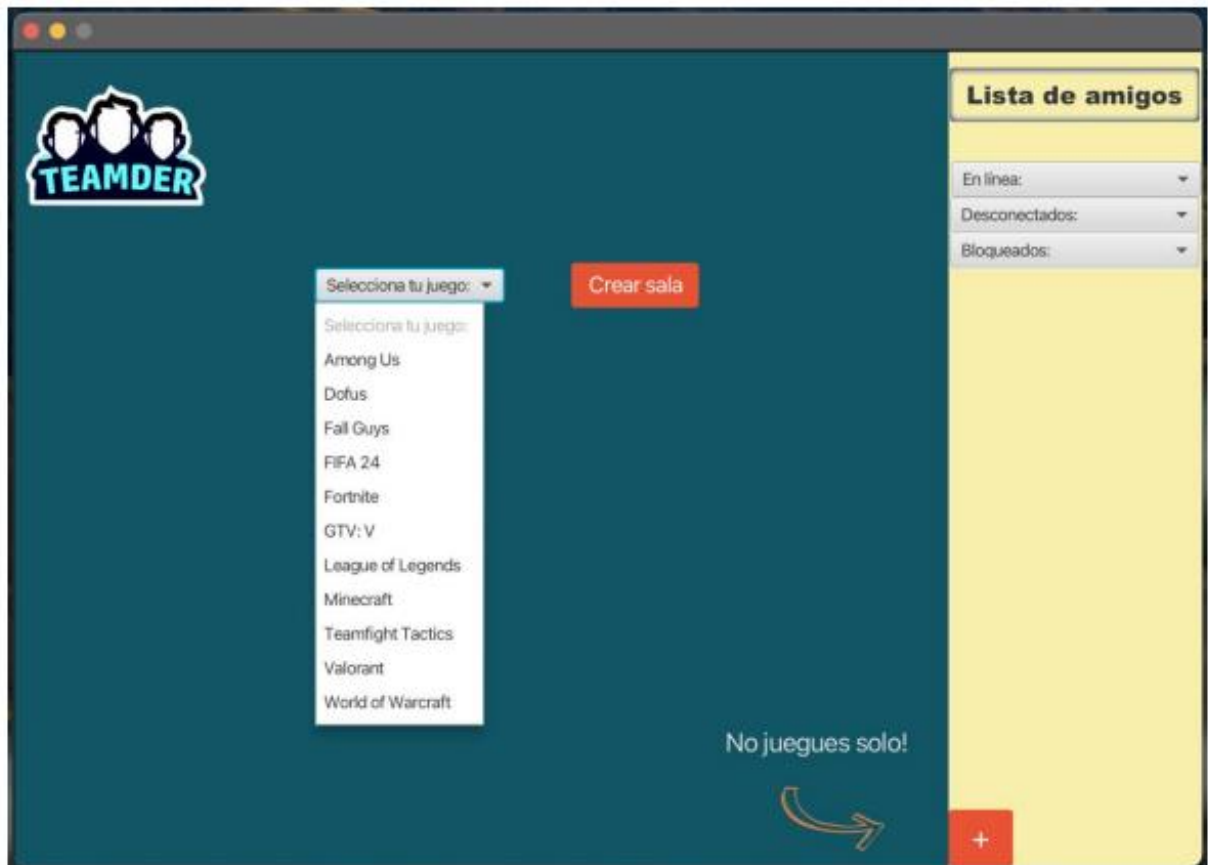 TEAMDER
Selecciona tu juego:
Crear sala
Selecciona tu juego:
Among Us
Dofus
Fall Guys
FIFA 24
Fortnite
GTV: V
League of Legends
Minecraft
Teamfight Tactics
Valorant
World of Warcraft
No juegues solo!
Lista de amigos
En línea:
Desconectados:
Bloqueados:
+